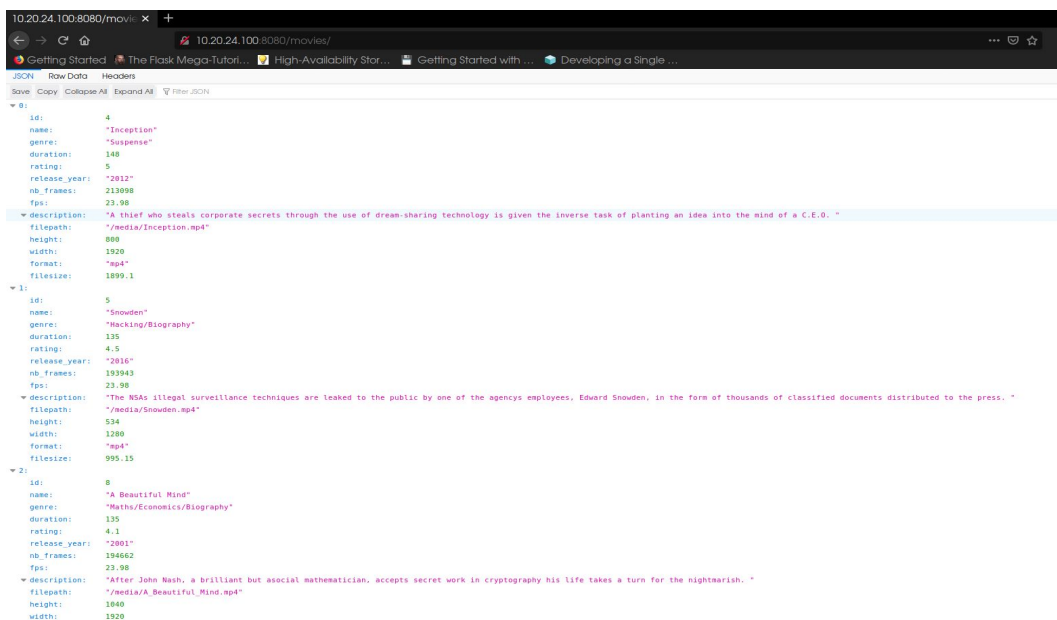 10.20.24.100:8080/movie × +
10.20.24.100:8080/movies/
Getting Started The Flask Mega-Tutori... High-Availability Stor... Getting Started with ... Developing a Single ...
JSON Raw Data Headers
Save Copy Collapse All Expand All Filter JSON
0:
id: 4
name: "Inception"
genre: "Suspense"
duration: 148
rating: 5
release_year: "2012"
nb_frames: 213098
fps: 23.98
description: "A thief who steals corporate secrets through the use of dream-sharing technology is given the inverse task of planting an idea into the mind of a C.E.O. "
filepath: "/media/Inception.mp4"
height: 800
width: 1920
format: "mp4"
filesize: 1899.1
1:
id: 5
name: "Snowden"
genre: "Hacking/Biography"
duration: 135
rating: 4.5
release_year: "2016"
nb_frames: 193943
fps: 23.98
description: "The NSAs illegal surveillance techniques are leaked to the public by one of the agencys employees, Edward Snowden, in the form of thousands of classified documents distributed to the press. "
filepath: "/media/Snowden.mp4"
height: 534
width: 1280
format: "mp4"
filesize: 995.15
2:
id: 8
name: "A Beautiful Mind"
genre: "Maths/Economics/Biography"
duration: 135
rating: 4.1
release_year: "2001"
nb_frames: 194662
fps: 23.98
description: "After John Nash, a brilliant but asocial mathematician, accepts secret work in cryptography his life takes a turn for the nightmarish. "
filepath: "/media/A_Beautiful_Mind.mp4"
height: 1040
width: 1920